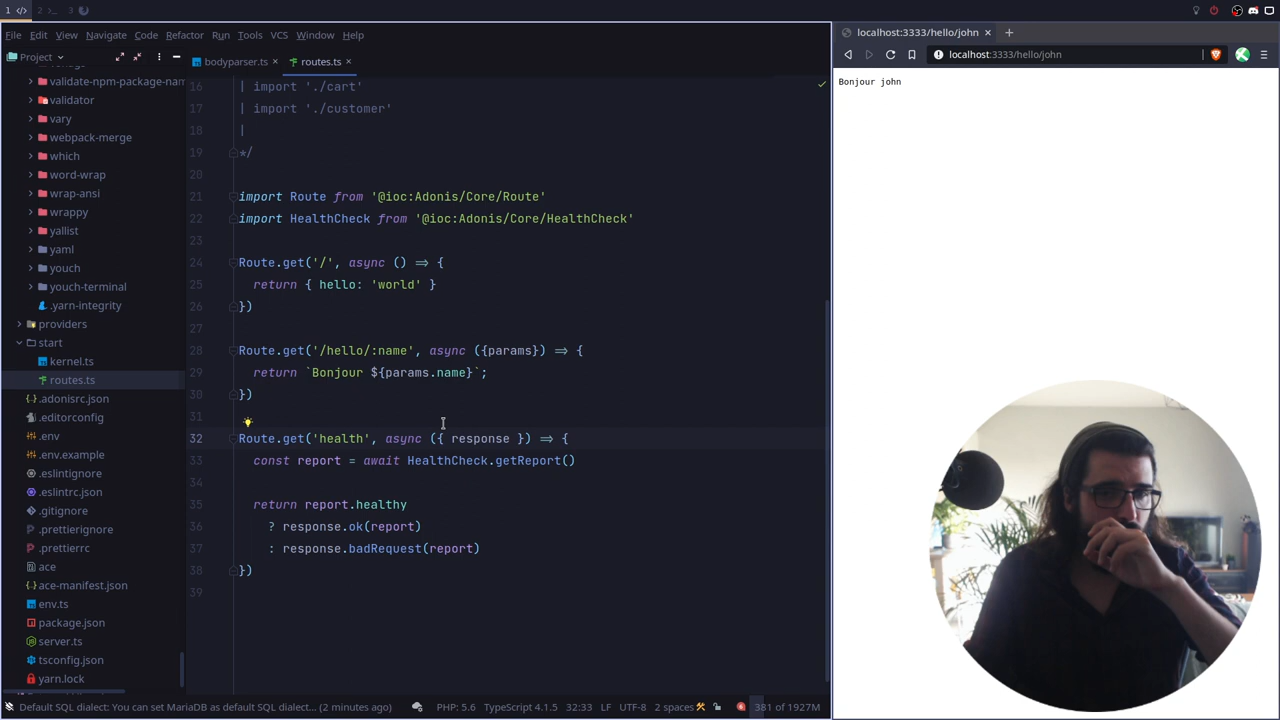 1 </> 2 >_ 3
File Edit View Navigate Code Refactor Run Tools VCS Window Help
Project
validate-npm-package-nam
validator
vary
webpack-merge
which
word-wrap
wrap-ansi
wrappy
yallist
yaml
youch
youch-terminal
.yarn-integrity
providers
start
kernel.ts
routes.ts
.adonisrc.json
.editorconfig
.env
.env.example
.eslintignore
.eslintrc.json
.gitignore
.prettierignore
.prettierrc
ace
ace-manifest.json
env.ts
package.json
server.ts
tsconfig.json
yarn.lock
bodyparser.ts × routes.ts ×
16 | import './cart'
17 | import './customer'
18 |
19 */
20
21 import Route from '@ioc:Adonis/Core/Route'
22 import HealthCheck from '@ioc:Adonis/Core/HealthCheck'
23
24 Route.get('/', async () => {
25 return { hello: 'world' }
26 })
27
28 Route.get('/hello/:name', async ({params}) => {
29 return `Bonjour ${params.name}`;
30 })
31
32 Route.get('health', async ({ response }) => {
33 const report = await HealthCheck.getReport()
34
35 return report.healthy
36 ? response.ok(report)
37 : response.badRequest(report)
38 })
39
Default SQL dialect: You can set MariaDB as default SQL dialect... (2 minutes ago) PHP: 5.6 TypeScript 4.1.5 32:33 LF UTF-8 2 spaces 381 of 1927M
localhost:3333/hello/john ×
localhost:3333/hello/john
Bonjour john